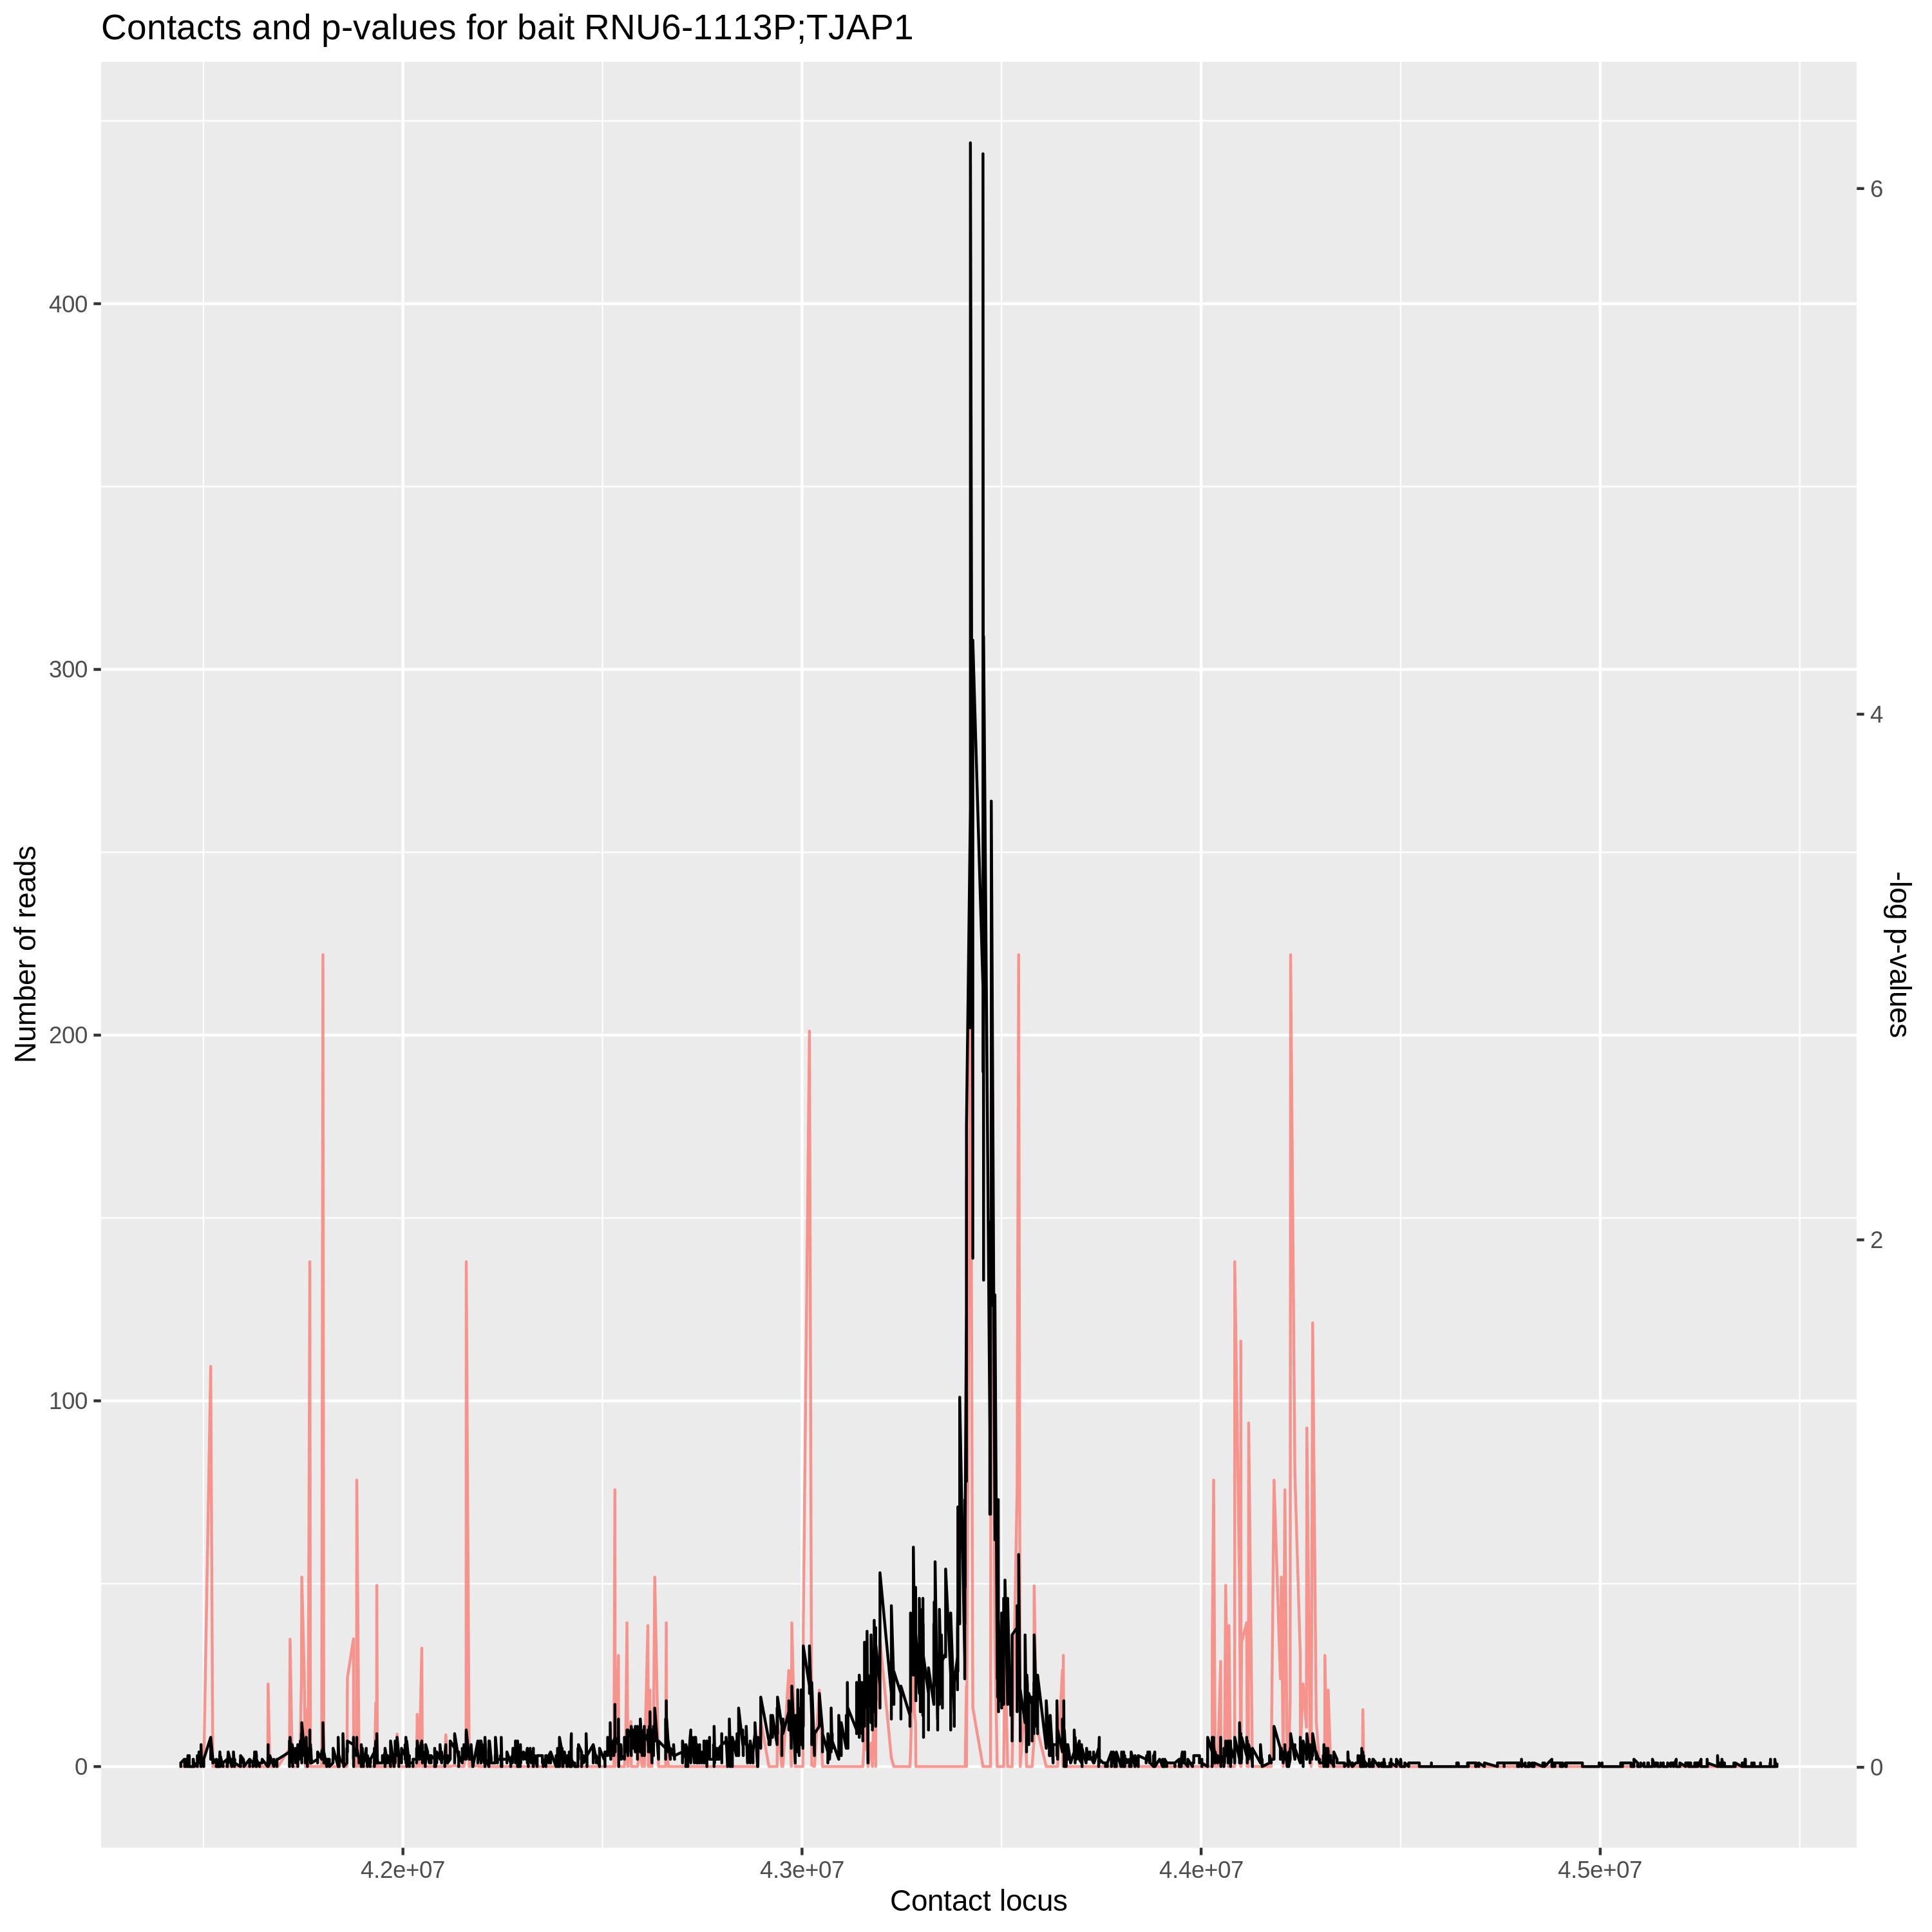 Contacts and p-values for bait RNU6-1113P;TJAP1
Number of reads
400
300
200
100
0
6
4
2
0
-log p-values
4.2e+07
4.3e+07
4.4e+07
4.5e+07
Contact locus